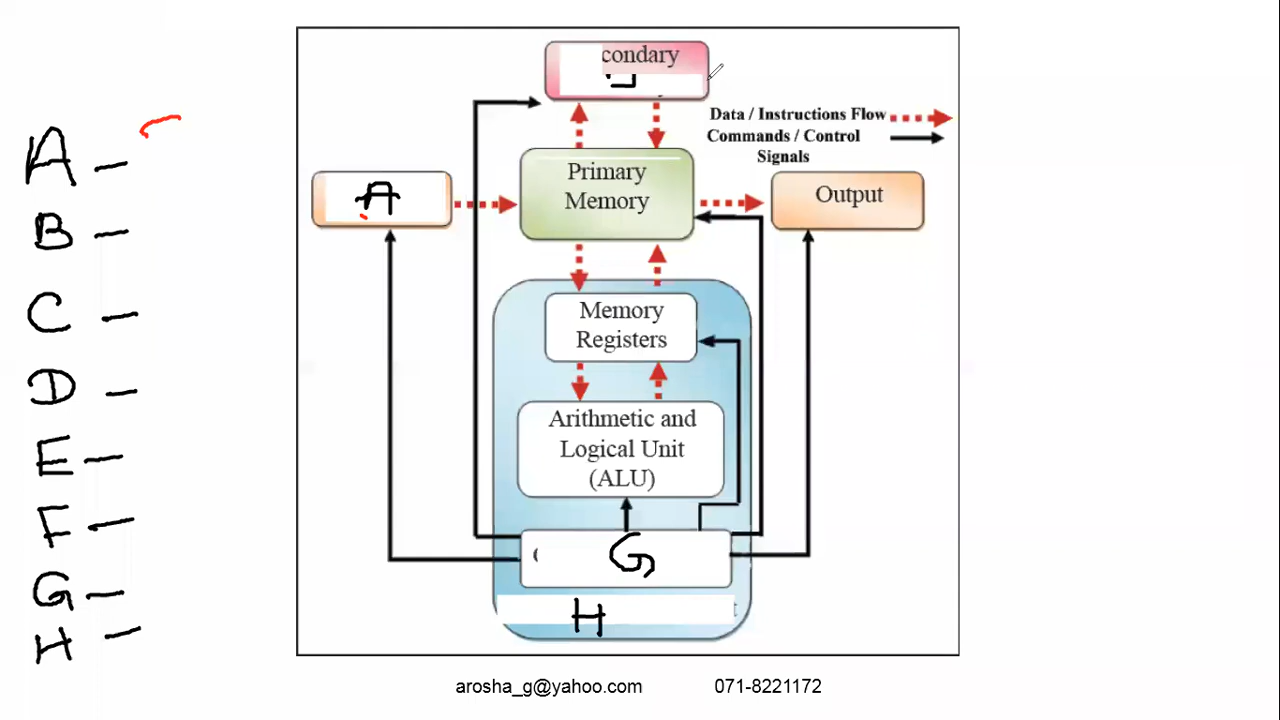 condary
Data / Instructions Flow
Commands / Control
Signals
Primary
Memory
A
Output
A –
B –
C –
D –
E –
F –
G –
H –
Memory
Registers
Arithmetic and
Logical Unit
(ALU)
G
H
arosha_g@yahoo.com 071-8221172